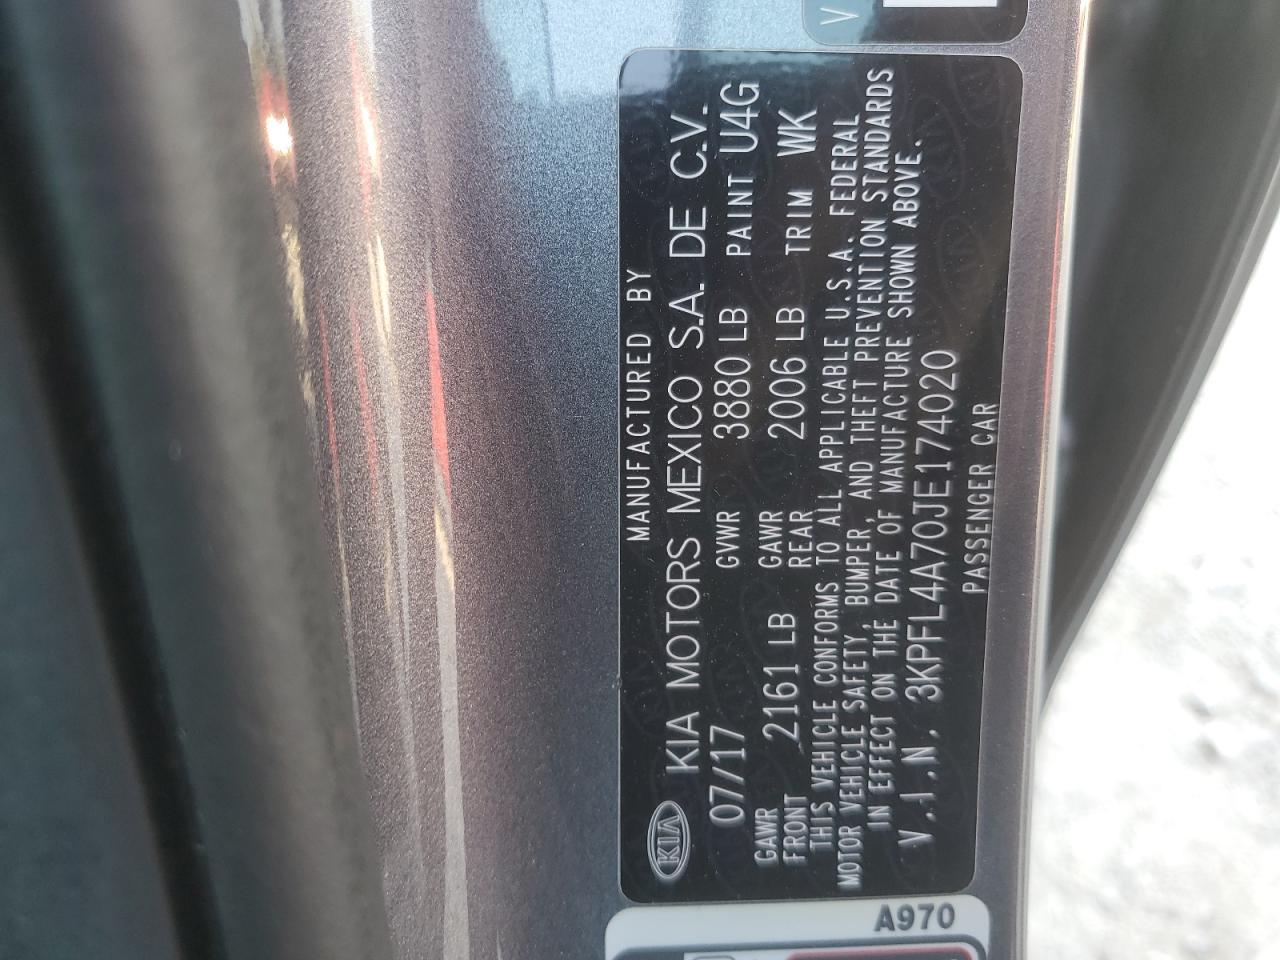 MANUFACTURED BY
KIA KIA MOTORS MEXICO S.A. DE C.V.
07/17 GVWR 3880 LB PAINT U4G
GAWR FRONT 2161 LB GAWR REAR 2006 LB TRIM WK
THIS VEHICLE CONFORMS TO ALL APPLICABLE U.S.A. FEDERAL
MOTOR VEHICLE SAFETY, BUMPER, AND THEFT PREVENTION STANDARDS
IN EFFECT ON THE DATE OF MANUFACTURE SHOWN ABOVE.
V.I.N. 3KPFL4A70JE174020
PASSENGER CAR
A970
V